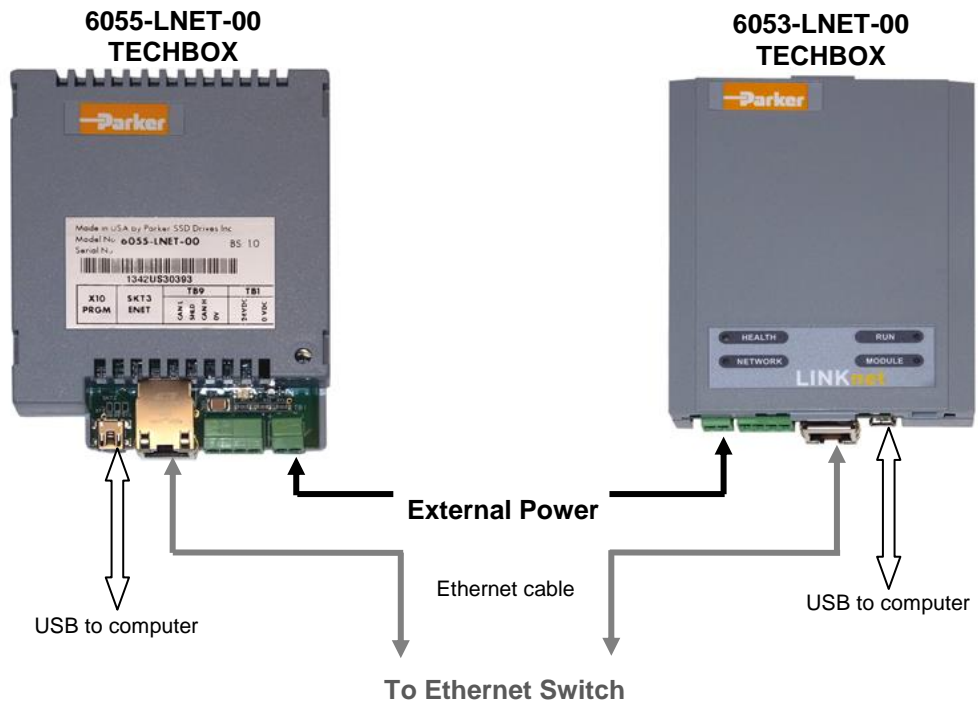 6055-LNET-00
TECHBOX
6053-LNET-00
TECHBOX
Parker
Parker
Made in USA by Parker SSD Drives Inc
Model No 6055-LNET-00 BS 10
Serial No
1342US30393
X10
PRGM
SKT3
ENET
TB9
CAN L
SHLD
CAN H
0V
TB1
24VDC
0 VDC
HEALTH
RUN
NETWORK
MODULE
LINKnet
TB1
External Power
Ethernet cable
USB to computer
USB to computer
To Ethernet Switch